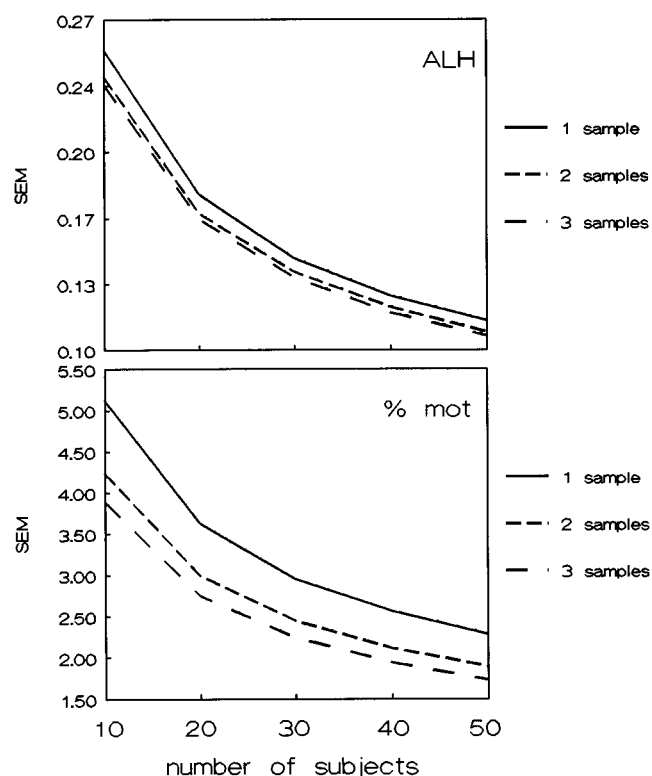 0.27
ALH
0.24
0.20
0.17
0.13
0.10
SEM
1 sample
2 samples
3 samples
5.50
% mot
5.00
4.50
4.00
3.50
3.00
2.50
2.00
1.50
SEM
1 sample
2 samples
3 samples
10 20 30 40 50
number of subjects